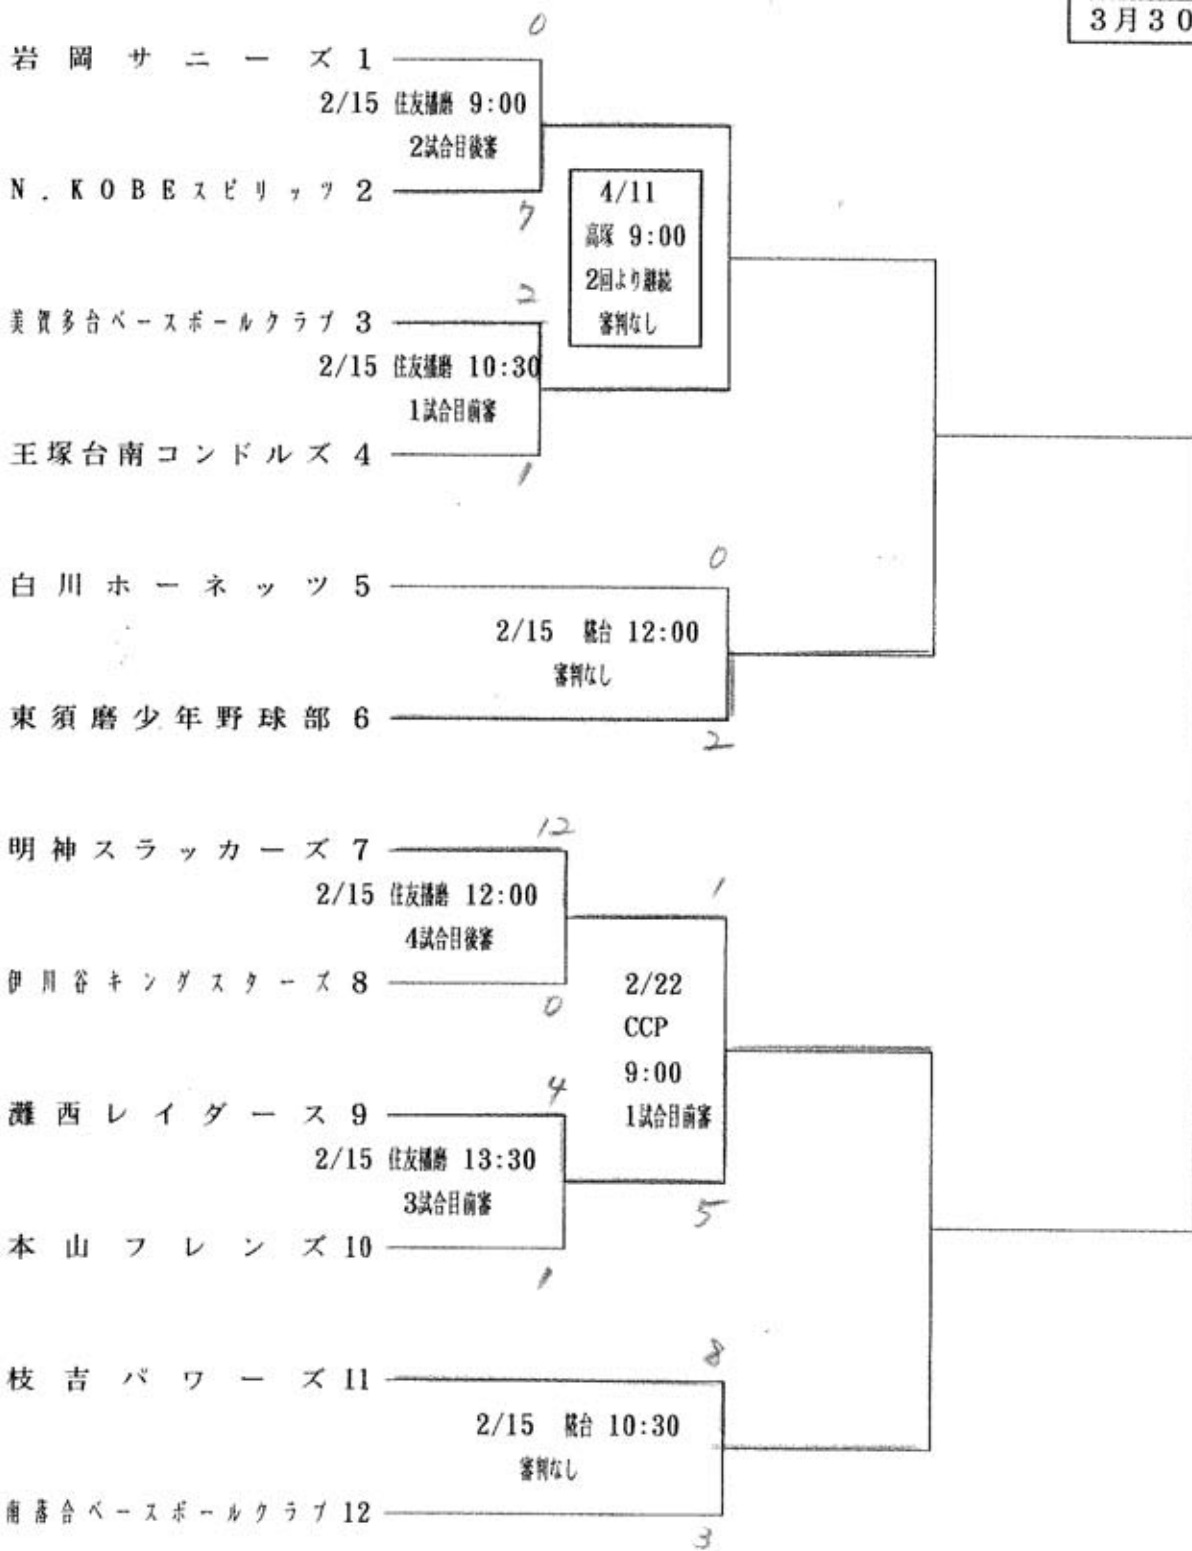 3月30
0
岩岡サニーズ 1
2/15 住友播磨 9:00
2試合目後審
N.KOBEスピリッツ 2
7
4/11
高塚 9:00
2回より継続
審判なし
2
美賀多台ベースボールクラブ 3
2/15 住友播磨 10:30
1試合目前審
王塚台南コンドルズ 4
1
0
白川ホーネッツ 5
2/15 糀台 12:00
審判なし
東須磨少年野球部 6
2
12
明神スラッカーズ 7
2/15 住友播磨 12:00
4試合目後審
1
伊川谷キングスターズ 8
0
2/22
CCP
9:00
1試合目前審
4
灘西レイダース 9
2/15 住友播磨 13:30
3試合目前審
5
本山フレンズ 10
1
8
枝吉パワーズ 11
2/15 糀台 10:30
審判なし
南落合ベースボールクラブ 12
3